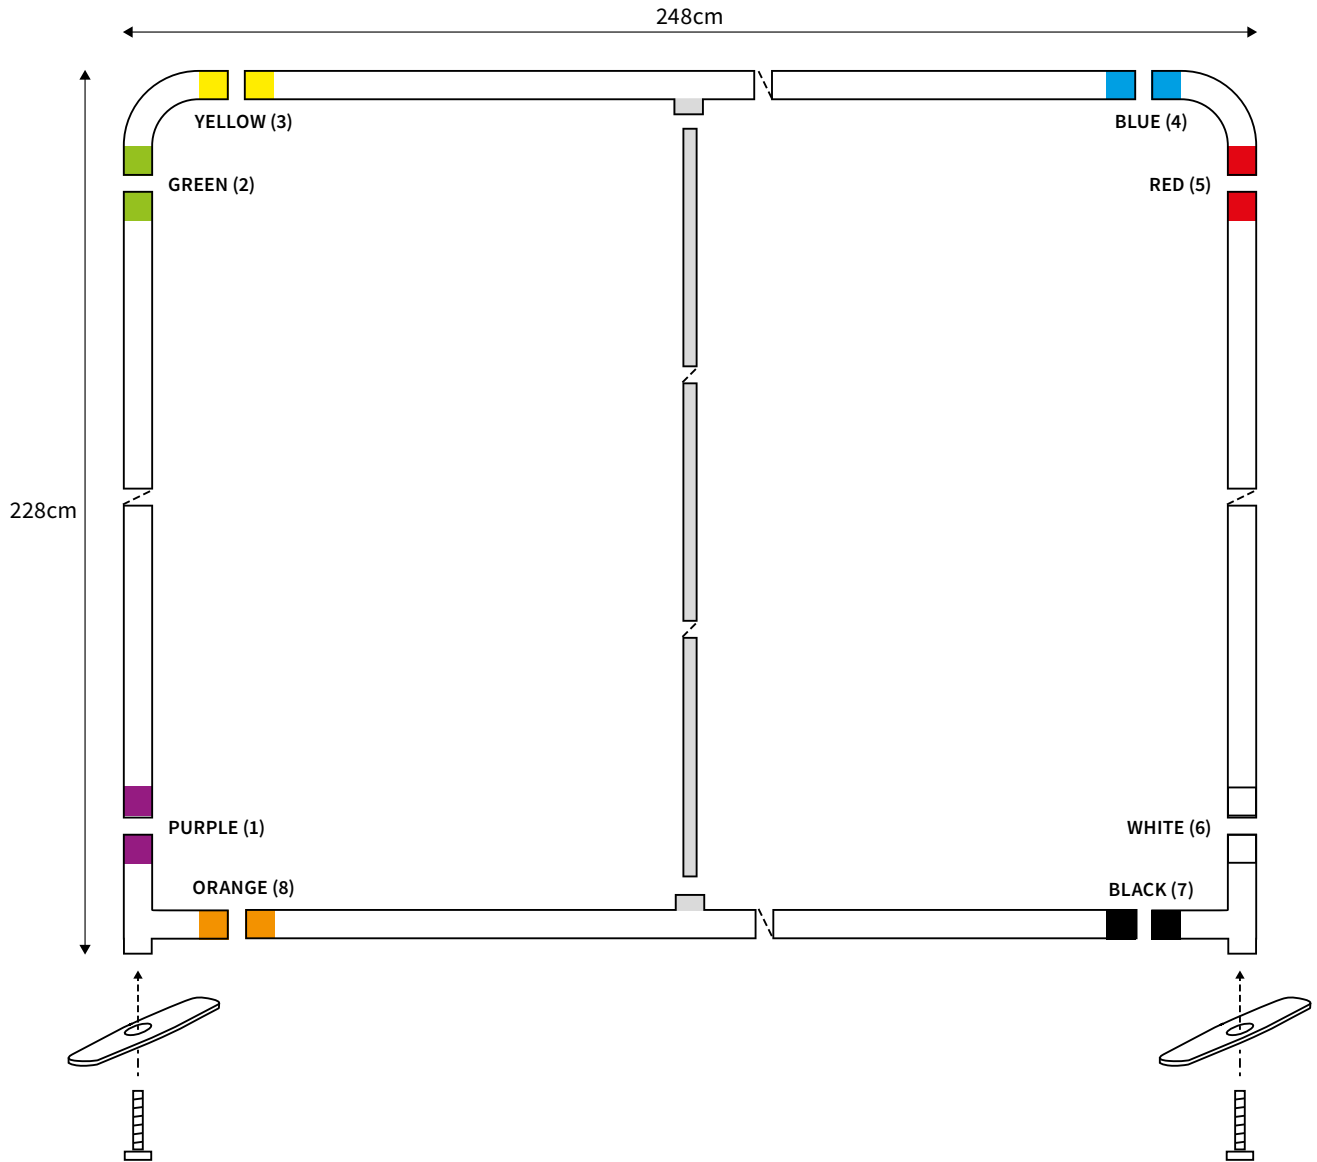 248cm
YELLOW (3)
BLUE (4)
GREEN (2)
RED (5)
228cm
PURPLE (1)
WHITE (6)
ORANGE (8)
BLACK (7)